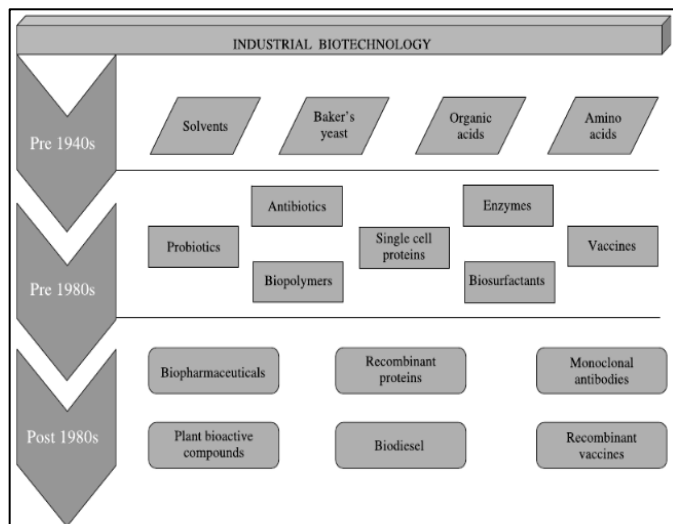 INDUSTRIAL BIOTECHNOLOGY
Pre 1940s
Solvents
Baker's
yeast
Organic
acids
Amino
acids
Pre 1980s
Antibiotics
Enzymes
Probiotics
Single cell
proteins
Vaccines
Biopolymers
Biosurfactants
Post 1980s
Biopharmaceuticals
Recombinant
proteins
Monoclonal
antibodies
Plant bioactive
compounds
Biodiesel
Recombinant
vaccines